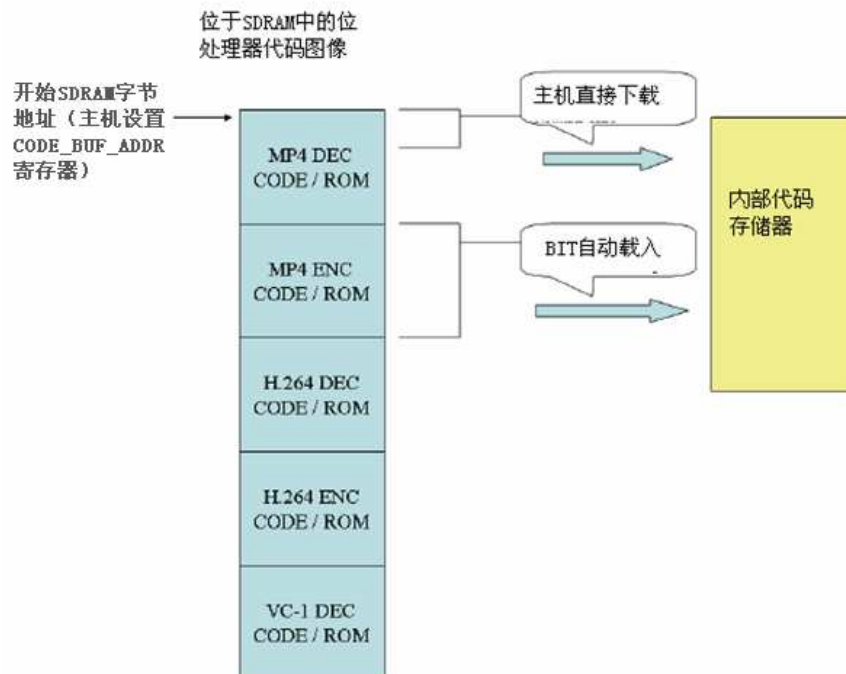 位于SDRAM中的位
处理器代码图像
开始SDRAM字节
地址（主机设置
CODE_BUF_ADDR
寄存器）
MP4 DEC
CODE / ROM
MP4 ENC
CODE / ROM
H.264 DEC
CODE / ROM
H.264 ENC
CODE / ROM
VC-1 DEC
CODE / ROM
主机直接下载
BIT自动载入
内部代码
存储器